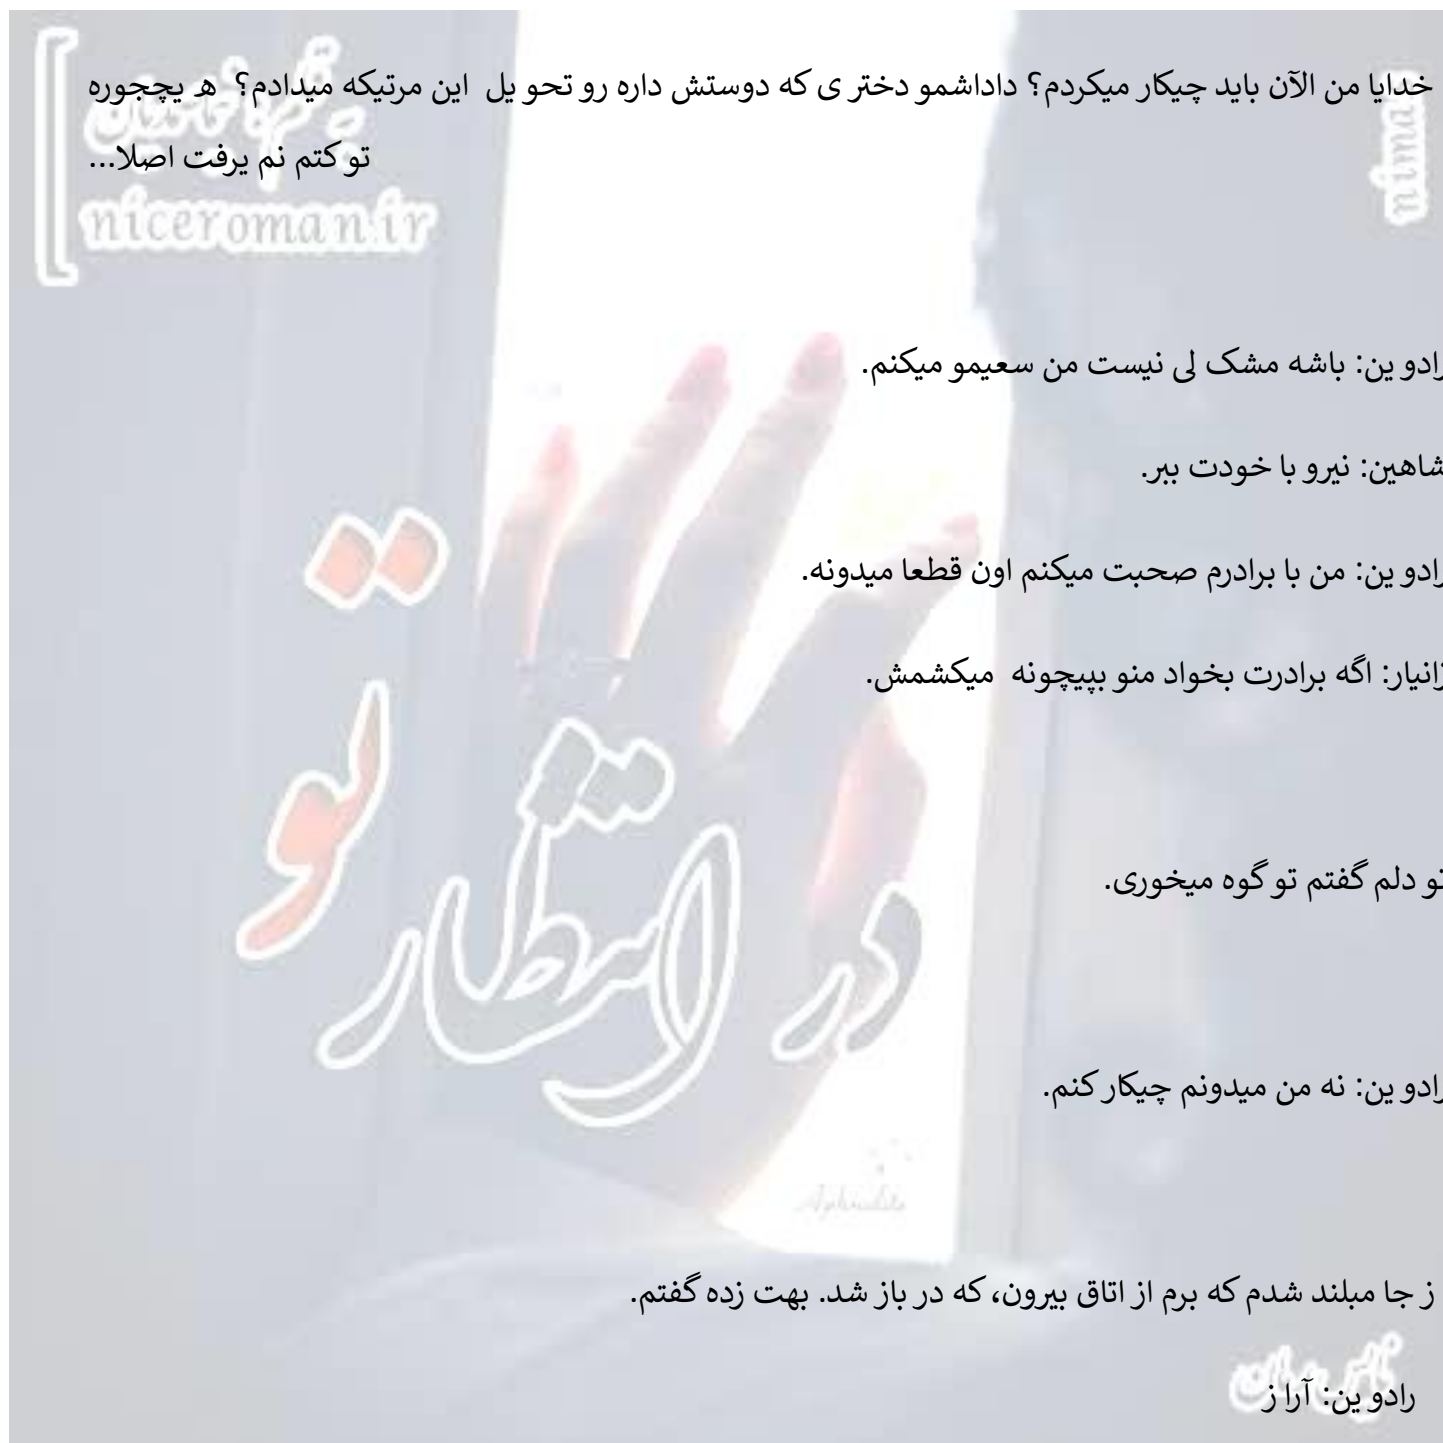 خدایا من الآن باید چیکار میکردم؟ داداشمو دختر ی که دوستش داره رو تحو یل این مرتیکه میدادم؟ ه یچجوره
تو کتم نم یرفت اصلا...
niceroman.ir
nima
رادو ین: باشه مشک لی نیست من سعیمو میکنم.
شاهین: نیرو با خودت ببر.
رادو ین: من با برادرم صحبت میکنم اون قطعا میدونه.
زانیار: اگه برادرت بخواد منو بپیچونه میکشمش.
تو دلم گفتم تو گوه میخوری.
در انتظار تو
رادو ین: نه من میدونم چیکار کنم.
Aphrodite
ز جا مبلند شدم که برم از اتاق بیرون، که در باز شد. بهت زده گفتم.
رادو ین: آرا ز